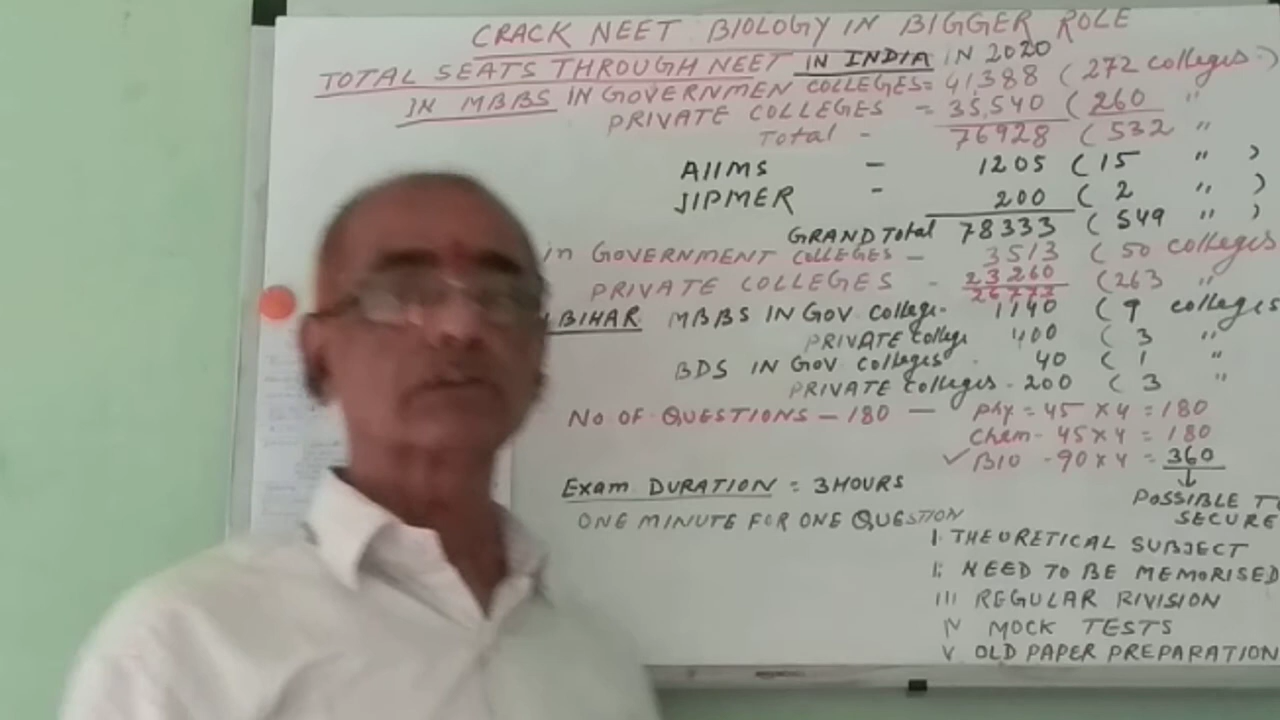 CRACK NEET BIOLOGY IN BIGGER ROLE
TOTAL SEATS THROUGH NEET IN INDIA IN 2020
IN MBBS IN GOVERNMEN COLLEGES = 41,388 ( 272 colleges )
PRIVATE COLLEGES = 35,540 ( 260 "
Total - 76928 ( 532 "
AIIMS - 1205 ( 15 " )
JIPMER - 200 ( 2 " )
GRAND Total 78333 ( 549 " )
in GOVERNMENT COLLEGES - 3513 ( 50 colleges
PRIVATE COLLEGES - 23260 ( 263 "
26773
BIHAR MBBS IN GOV college - 1140 ( 9 colleges
PRIVATE College 400 ( 3 "
BDS IN GOV colleges - 40 ( 1 "
PRIVATE colleges - 200 ( 3 "
NO OF QUESTIONS - 180 - Phy = 45 x 4 = 180
Chem - 45 x 4 = 180
✓ BIO - 90 x 4 = 360
↓
POSSIBLE TO
SECURE
Exam DURATION = 3 HOURS
ONE MINUTE FOR ONE QUESTION
I. THEORETICAL SUBJECT
II NEED TO BE MEMORISED
III REGULAR RIVISION
IV MOCK TESTS
V OLD PAPER PREPARATION